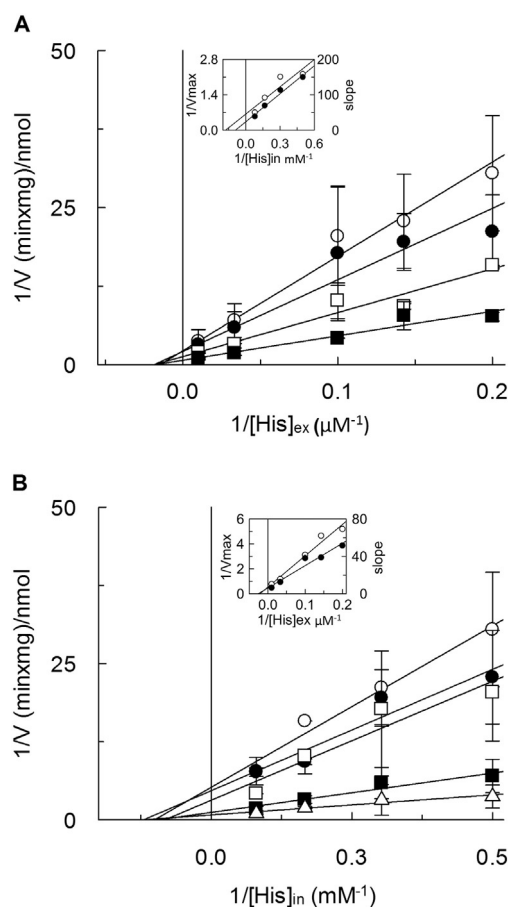 A
50
25
0
1/V (minxmg)/nmol
0.0 0.1 0.2
1/[His]ex (µM-1)
2.8
1.4
0.0
1/Vmax
200
100
0
slope
0.0 0.3 0.6
1/[His]in mM-1
B
50
25
0
1/V (minxmg)/nmol
0.0 0.3 0.5
1/[His]in (mM-1)
6
4
2
0
1/Vmax
80
40
0
slope
0.0 0.1 0.2
1/[His]ex µM-1